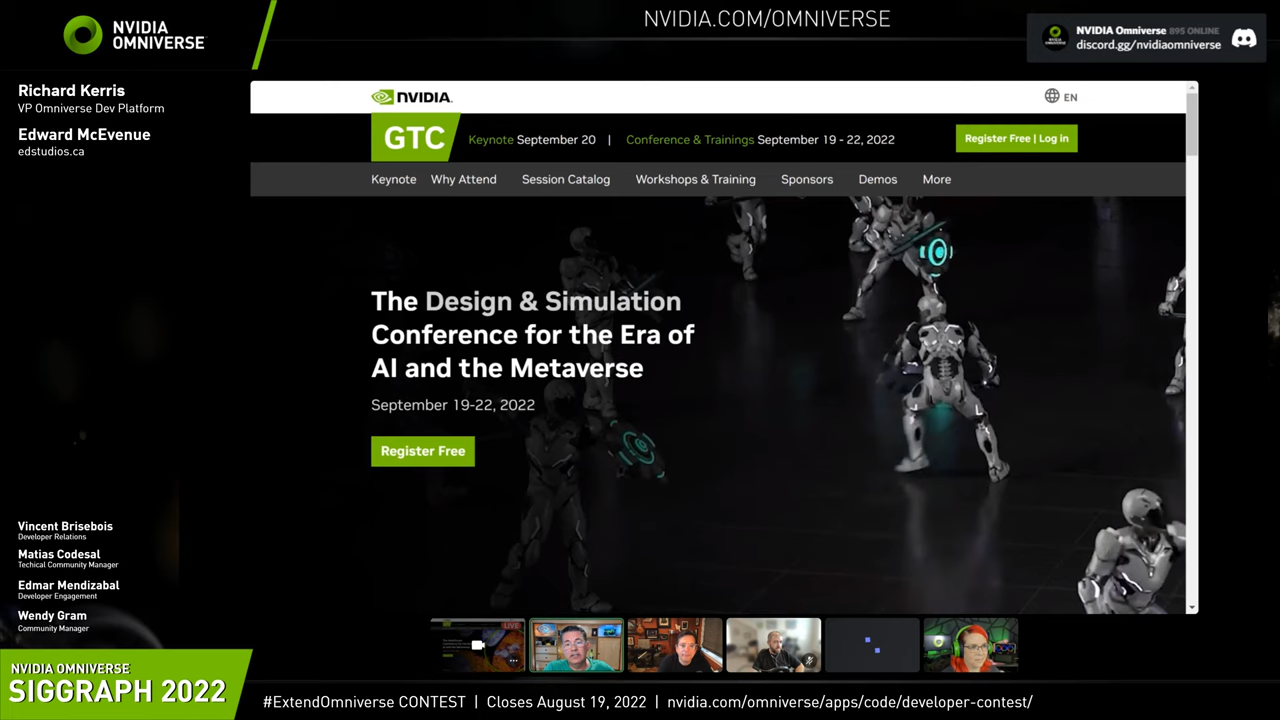 NVIDIA
OMNIVERSE
NVIDIA.COM/OMNIVERSE
NVIDIA Omniverse 895 ONLINE
discord.gg/nvidiaomniverse
Richard Kerris
VP Omniverse Dev Platform
Edward McEvenue
edstudios.ca
NVIDIA.
EN
GTC
Keynote September 20 | Conference & Trainings September 19 - 22, 2022
Register Free | Log in
Keynote Why Attend Session Catalog Workshops & Training Sponsors Demos More
The Design & Simulation
Conference for the Era of
AI and the Metaverse
September 19-22, 2022
Register Free
Vincent Brisebois
Developer Relations
Matias Codesal
Techical Community Manager
Edmar Mendizabal
Developer Engagement
Wendy Gram
Community Manager
LIVE
NVIDIA OMNIVERSE
SIGGRAPH 2022
#ExtendOmniverse CONTEST | Closes August 19, 2022 | nvidia.com/omniverse/apps/code/developer-contest/